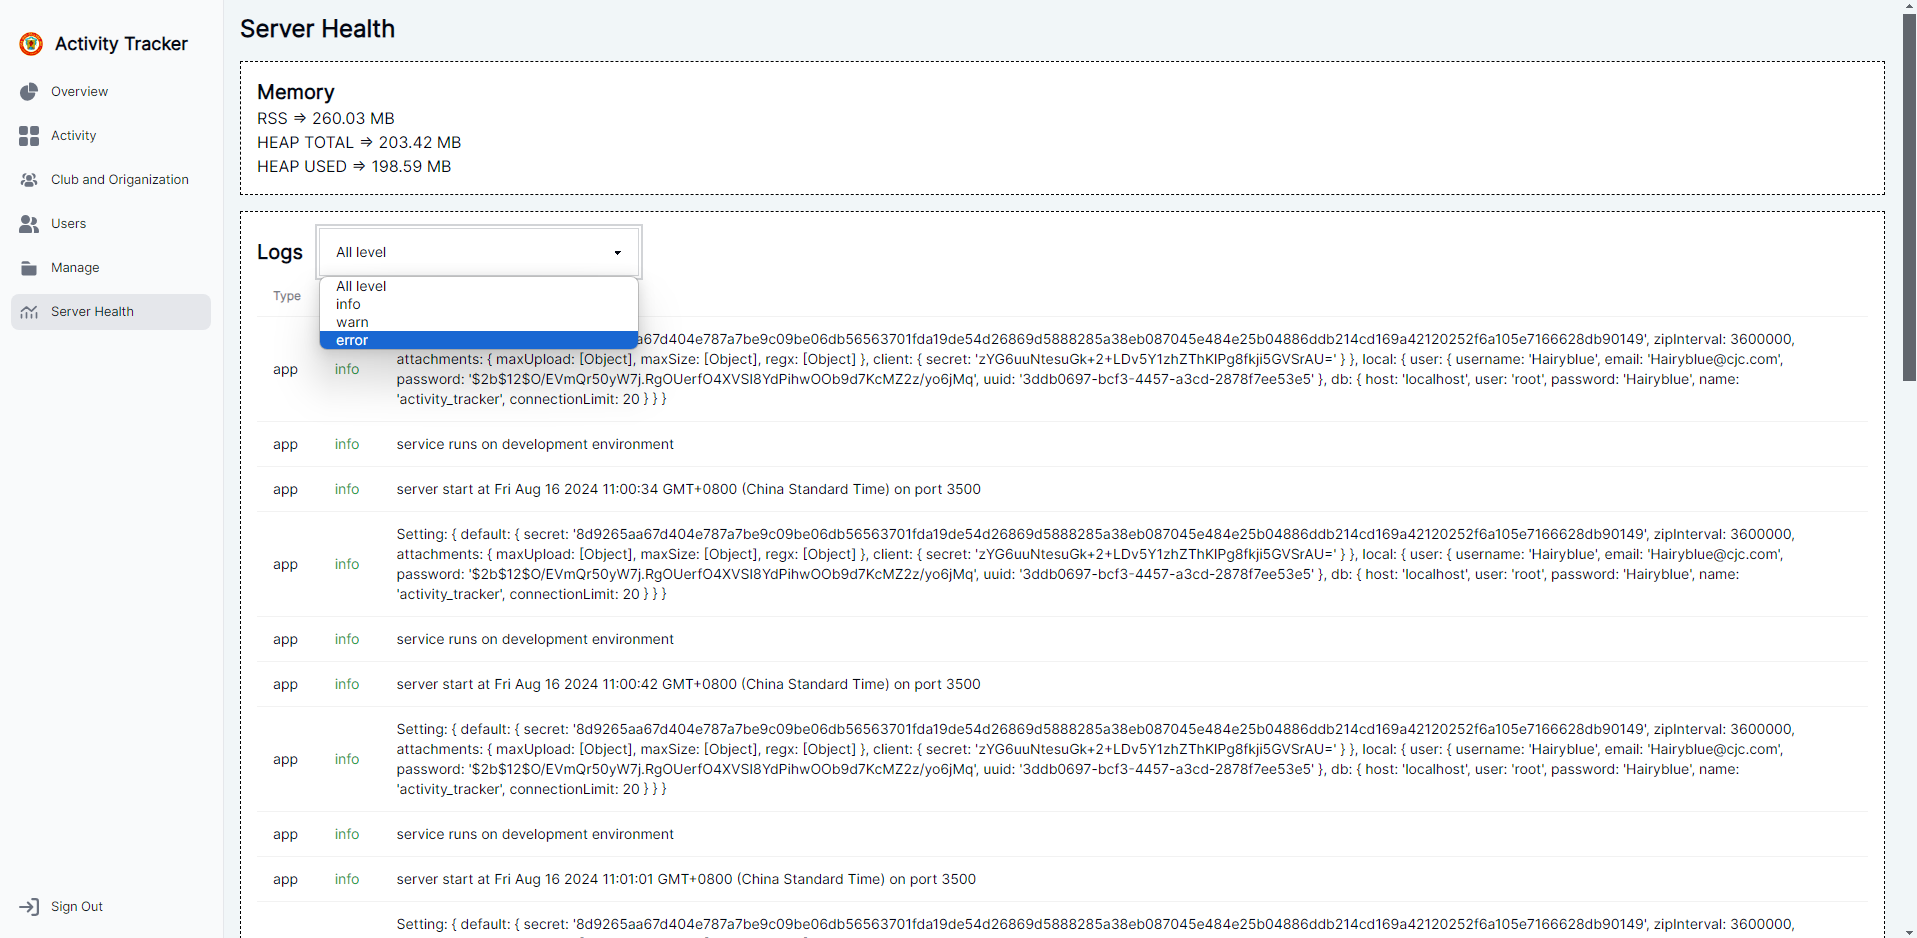 Activity Tracker
Overview
Activity
Club and Origanization
Users
Manage
Server Health
Sign Out
Server Health
Memory
RSS => 260.03 MB
HEAP TOTAL => 203.42 MB
HEAP USED => 198.59 MB
Logs
All level
All level
info
warn
error
Type
app
info
a67d404e787a7be9c09be06db56563701fda19de54d26869d5888285a38eb087045e484e25b04886ddb214cd169a42120252f6a105e7166628db90149', zipInterval: 3600000,
attachments: { maxUpload: [Object], maxSize: [Object], regx: [Object] }, client: { secret: 'zYG6uuNtesuGk+2+LDv5Y1zhZThKIPg8fkji5GVSrAU=' } }, local: { user: { username: 'Hairyblue', email: 'Hairyblue@cjc.com',
password: '$2b$12$O/EVmQr50yW7j.RgOUerfO4XVSI8YdPihwOOb9d7KcMZ2z/yo6jMq', uuid: '3ddb0697-bcf3-4457-a3cd-2878f7ee53e5' }, db: { host: 'localhost', user: 'root', password: 'Hairyblue', name:
'activity_tracker', connectionLimit: 20 } } }
app info service runs on development environment
app info server start at Fri Aug 16 2024 11:00:34 GMT+0800 (China Standard Time) on port 3500
app
info
Setting: { default: { secret: '8d9265aa67d404e787a7be9c09be06db56563701fda19de54d26869d5888285a38eb087045e484e25b04886ddb214cd169a42120252f6a105e7166628db90149', zipInterval: 3600000,
attachments: { maxUpload: [Object], maxSize: [Object], regx: [Object] }, client: { secret: 'zYG6uuNtesuGk+2+LDv5Y1zhZThKIPg8fkji5GVSrAU=' } }, local: { user: { username: 'Hairyblue', email: 'Hairyblue@cjc.com',
password: '$2b$12$O/EVmQr50yW7j.RgOUerfO4XVSI8YdPihwOOb9d7KcMZ2z/yo6jMq', uuid: '3ddb0697-bcf3-4457-a3cd-2878f7ee53e5' }, db: { host: 'localhost', user: 'root', password: 'Hairyblue', name:
'activity_tracker', connectionLimit: 20 } } }
app info service runs on development environment
app info server start at Fri Aug 16 2024 11:00:42 GMT+0800 (China Standard Time) on port 3500
app
info
Setting: { default: { secret: '8d9265aa67d404e787a7be9c09be06db56563701fda19de54d26869d5888285a38eb087045e484e25b04886ddb214cd169a42120252f6a105e7166628db90149', zipInterval: 3600000,
attachments: { maxUpload: [Object], maxSize: [Object], regx: [Object] }, client: { secret: 'zYG6uuNtesuGk+2+LDv5Y1zhZThKIPg8fkji5GVSrAU=' } }, local: { user: { username: 'Hairyblue', email: 'Hairyblue@cjc.com',
password: '$2b$12$O/EVmQr50yW7j.RgOUerfO4XVSI8YdPihwOOb9d7KcMZ2z/yo6jMq', uuid: '3ddb0697-bcf3-4457-a3cd-2878f7ee53e5' }, db: { host: 'localhost', user: 'root', password: 'Hairyblue', name:
'activity_tracker', connectionLimit: 20 } } }
app info service runs on development environment
app info server start at Fri Aug 16 2024 11:01:01 GMT+0800 (China Standard Time) on port 3500
Setting: { default: { secret: '8d9265aa67d404e787a7be9c09be06db56563701fda19de54d26869d5888285a38eb087045e484e25b04886ddb214cd169a42120252f6a105e7166628db90149', zipInterval: 3600000,